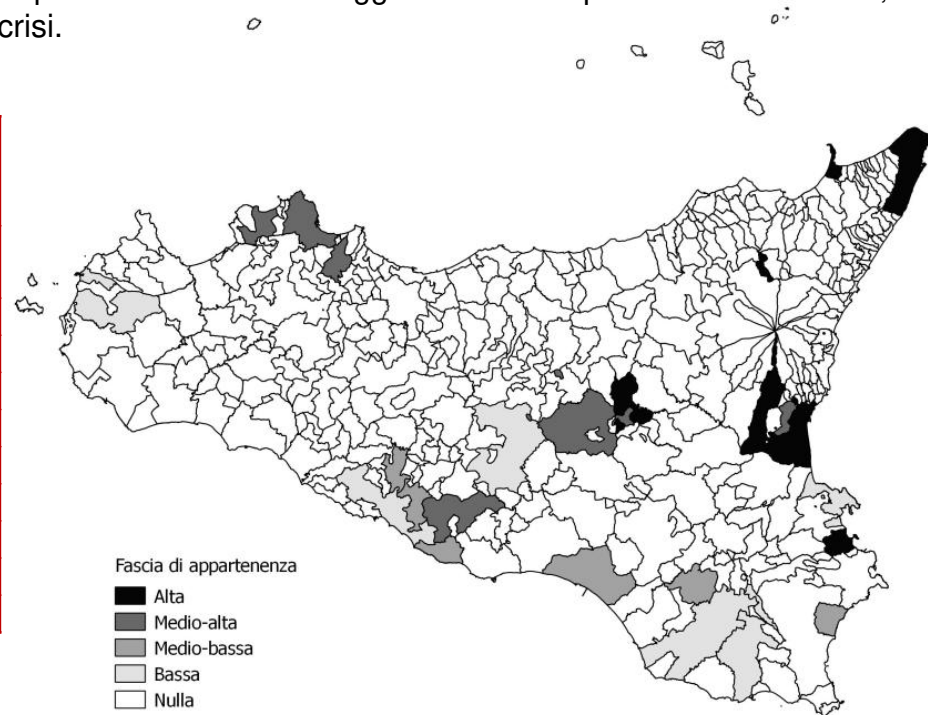 crisi.
Fascia di appartenenza
Alta
Medio-alta
Medio-bassa
Bassa
Nulla